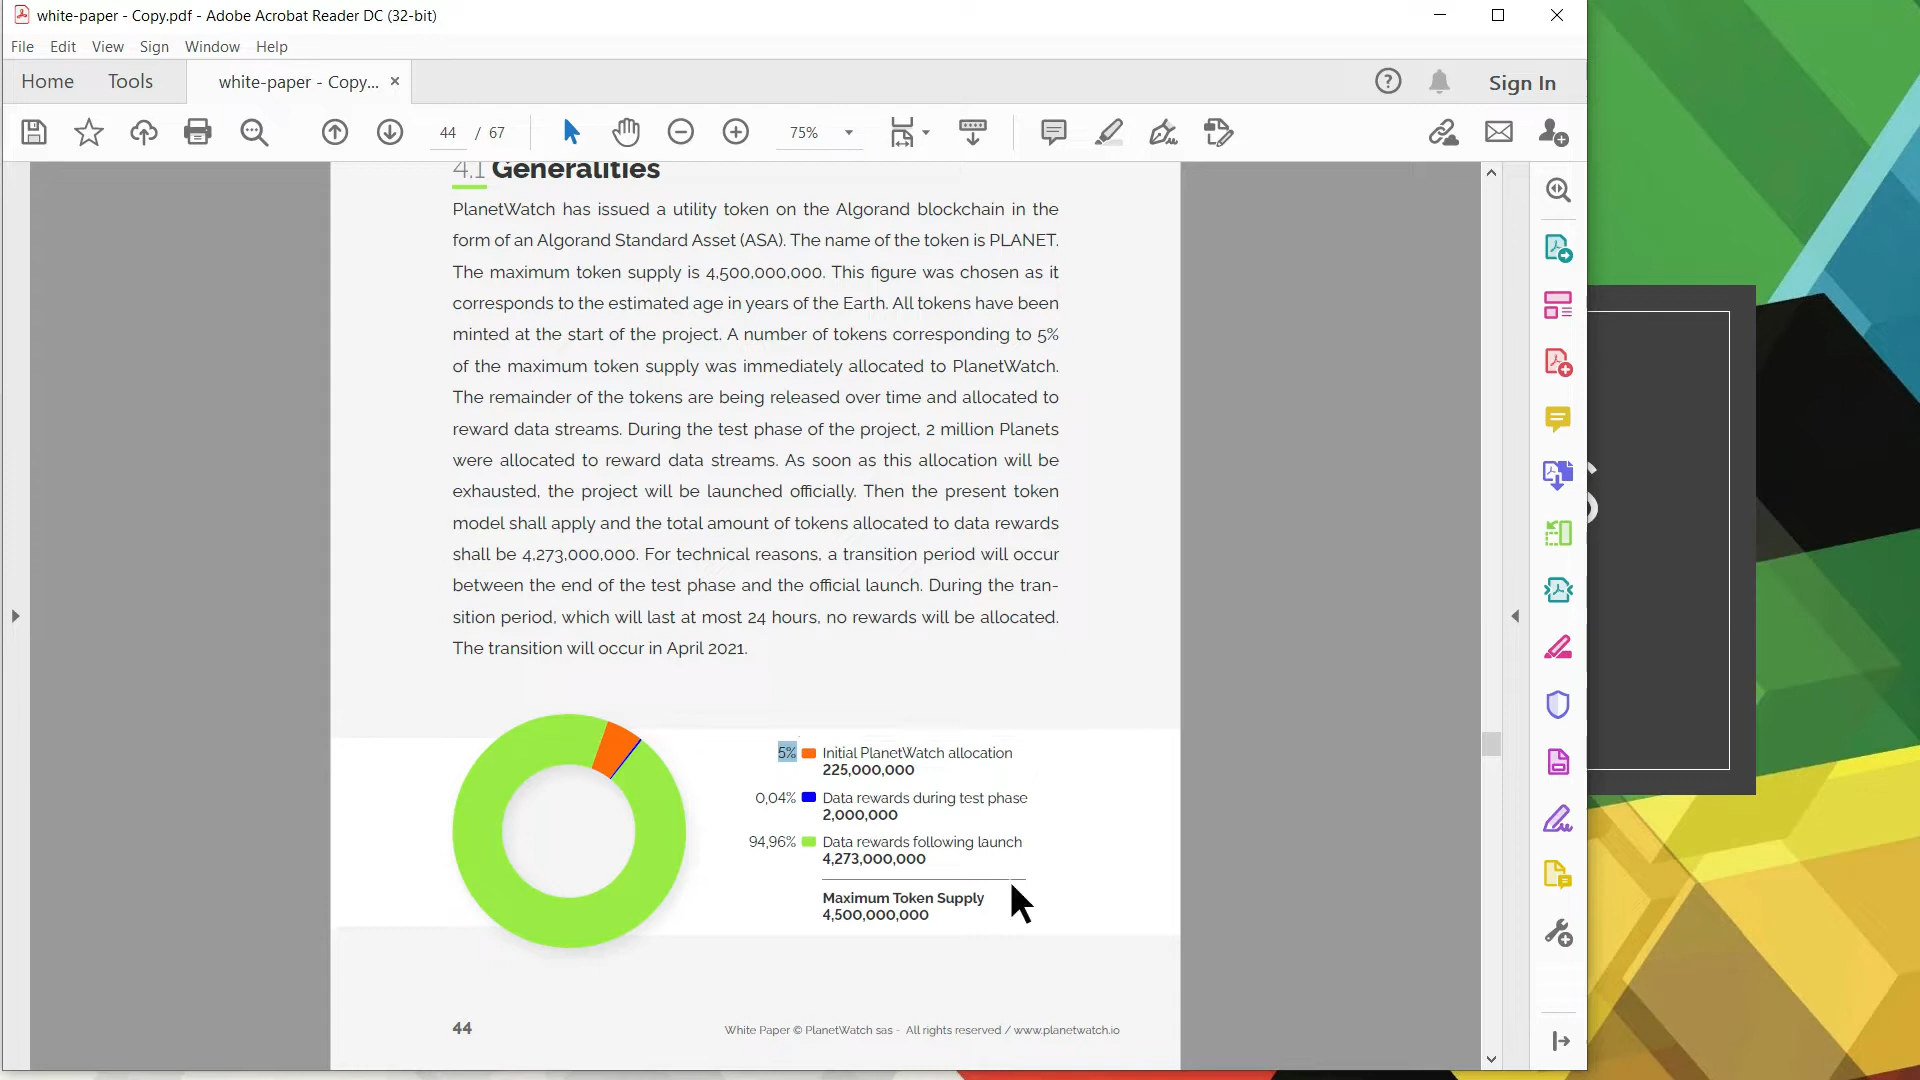 white-paper - Copy.pdf - Adobe Acrobat Reader DC (32-bit)
File Edit View Sign Window Help
Home Tools white-paper - Copy... × Sign In
44 / 67 75%
4.1 Generalities
PlanetWatch has issued a utility token on the Algorand blockchain in the
form of an Algorand Standard Asset (ASA). The name of the token is PLANET.
The maximum token supply is 4,500,000,000. This figure was chosen as it
corresponds to the estimated age in years of the Earth. All tokens have been
minted at the start of the project. A number of tokens corresponding to 5%
of the maximum token supply was immediately allocated to PlanetWatch.
The remainder of the tokens are being released over time and allocated to
reward data streams. During the test phase of the project, 2 million Planets
were allocated to reward data streams. As soon as this allocation will be
exhausted, the project will be launched officially. Then the present token
model shall apply and the total amount of tokens allocated to data rewards
shall be 4,273,000,000. For technical reasons, a transition period will occur
between the end of the test phase and the official launch. During the tran-
sition period, which will last at most 24 hours, no rewards will be allocated.
The transition will occur in April 2021.
5% Initial PlanetWatch allocation
225,000,000
0,04% Data rewards during test phase
2,000,000
94,96% Data rewards following launch
4,273,000,000
Maximum Token Supply
4,500,000,000
44 White Paper © PlanetWatch sas - All rights reserved / www.planetwatch.io